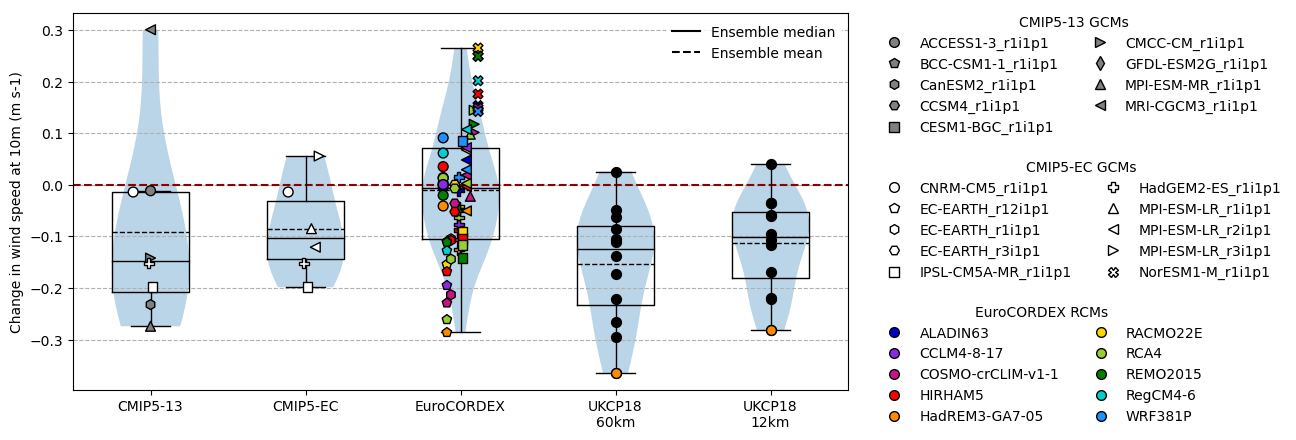 Change in wind speed at 10m (m s-1)
0.3
0.2
0.1
0.0
−0.1
−0.2
−0.3
CMIP5-13
CMIP5-EC
EuroCORDEX
UKCP18
60km
UKCP18
12km
Ensemble median
Ensemble mean
CMIP5-13 GCMs
ACCESS1-3_r1i1p1
BCC-CSM1-1_r1i1p1
CanESM2_r1i1p1
CCSM4_r1i1p1
CESM1-BGC_r1i1p1
CMCC-CM_r1i1p1
GFDL-ESM2G_r1i1p1
MPI-ESM-MR_r1i1p1
MRI-CGCM3_r1i1p1
CMIP5-EC GCMs
CNRM-CM5_r1i1p1
EC-EARTH_r12i1p1
EC-EARTH_r1i1p1
EC-EARTH_r3i1p1
IPSL-CM5A-MR_r1i1p1
HadGEM2-ES_r1i1p1
MPI-ESM-LR_r1i1p1
MPI-ESM-LR_r2i1p1
MPI-ESM-LR_r3i1p1
NorESM1-M_r1i1p1
EuroCORDEX RCMs
ALADIN63
CCLM4-8-17
COSMO-crCLIM-v1-1
HIRHAM5
HadREM3-GA7-05
RACMO22E
RCA4
REMO2015
RegCM4-6
WRF381P